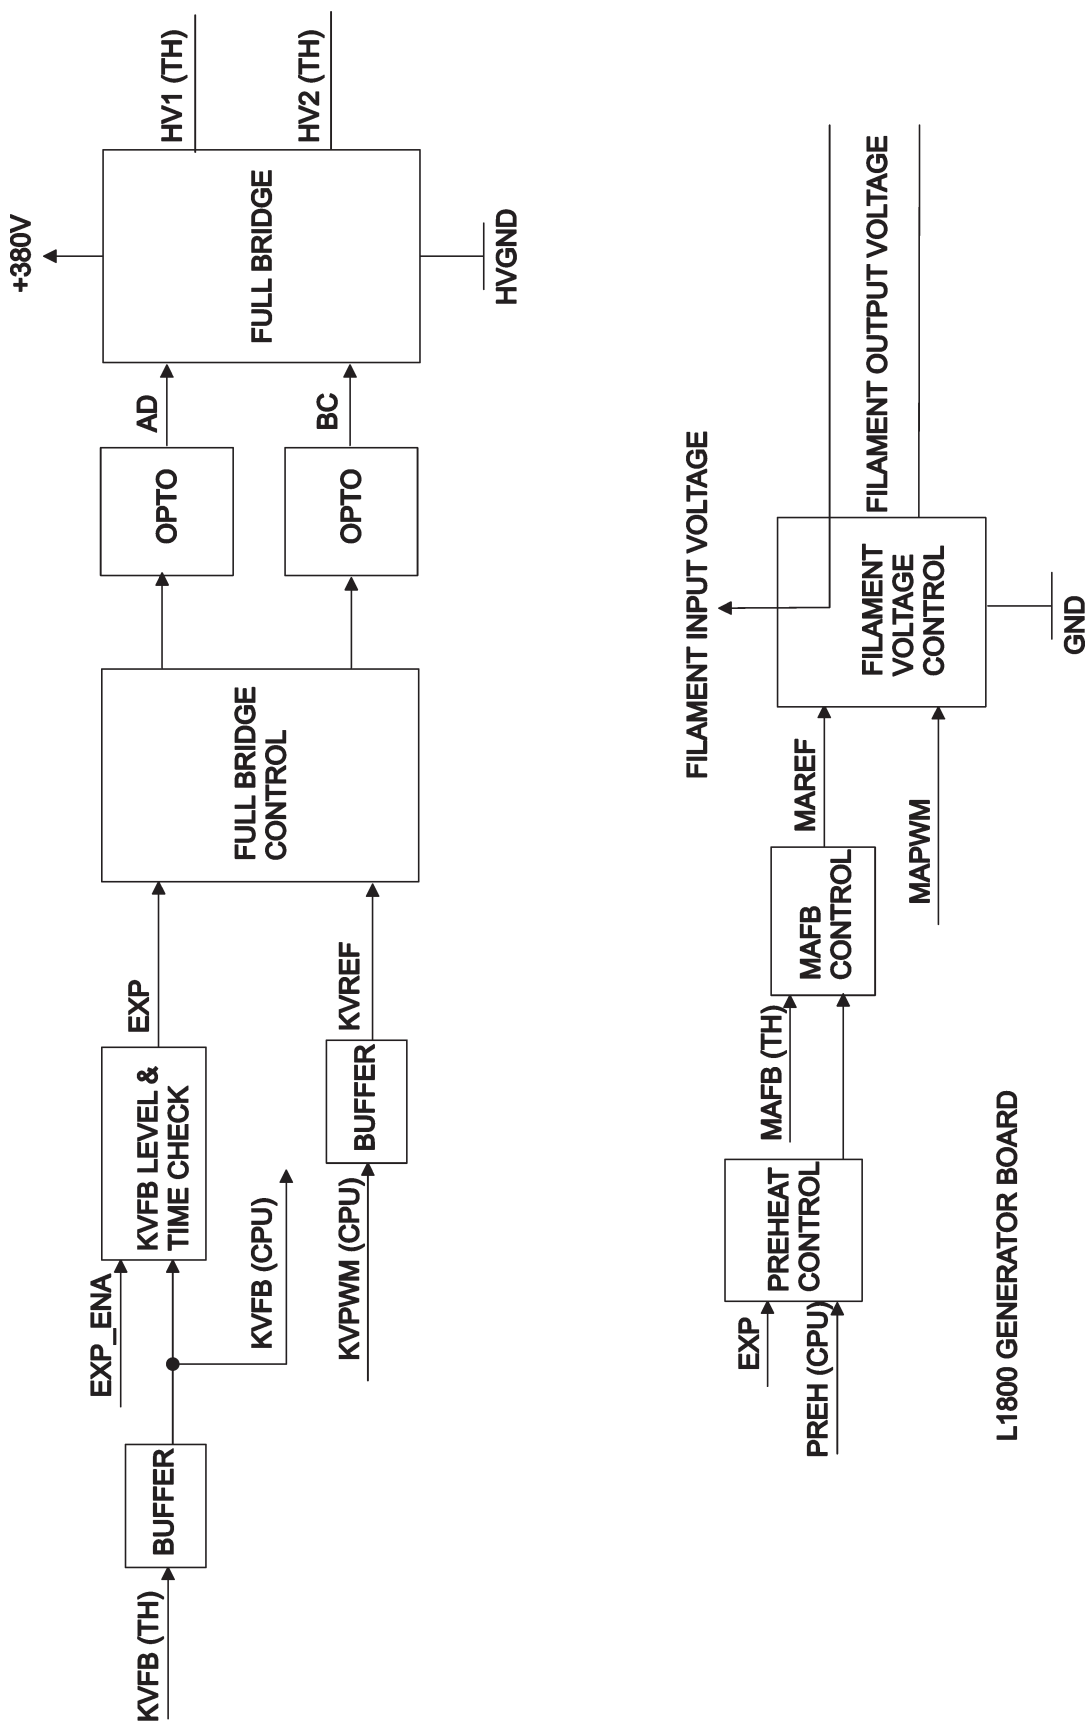 KVFB (TH)
BUFFER
EXP_ENA
KVFB LEVEL &
TIME CHECK
EXP
KVFB (CPU)
KVPWM (CPU)
BUFFER
KVREF
FULL BRIDGE
CONTROL
OPTO
OPTO
AD
BC
+380V
FULL BRIDGE
HVGND
HV1 (TH)
HV2 (TH)
EXP
PREH (CPU)
PREHEAT
CONTROL
MAFB (TH)
MAFB
CONTROL
MAREF
MAPWM
FILAMENT INPUT VOLTAGE
FILAMENT
VOLTAGE
CONTROL
GND
FILAMENT OUTPUT VOLTAGE
L1800 GENERATOR BOARD